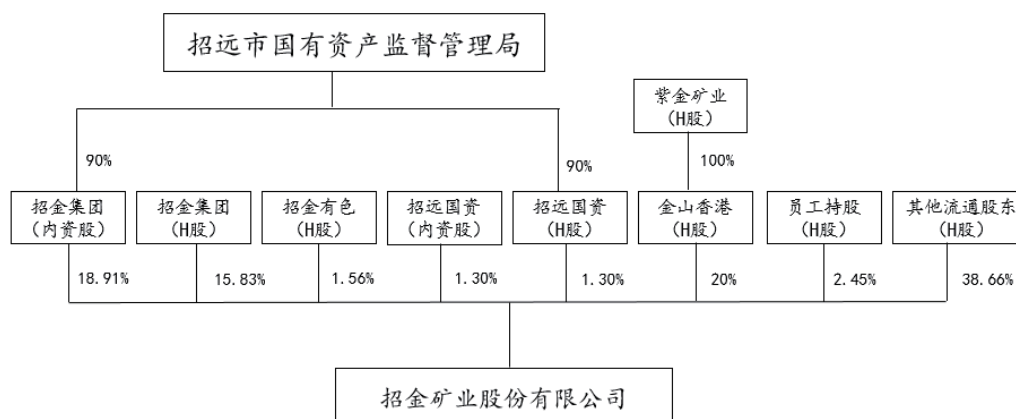 招远市国有资产监督管理局
紫金矿业
(H股)
90%
90%
100%
招金集团
(内资股)
招金集团
(H股)
招金有色
(H股)
招远国资
(内资股)
招远国资
(H股)
金山香港
(H股)
员工持股
(H股)
其他流通股东
(H股)
18.91%
15.83%
1.56%
1.30%
1.30%
20%
2.45%
38.66%
招金矿业股份有限公司